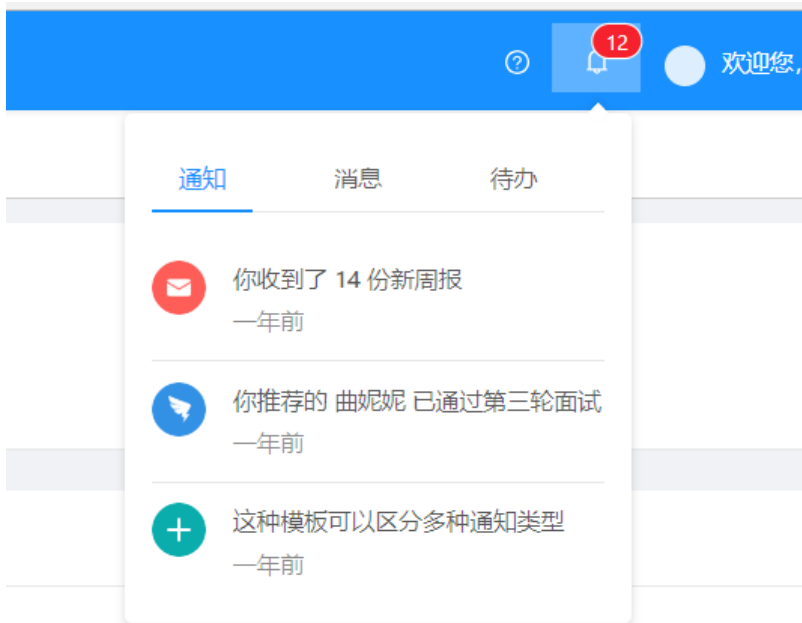 12
欢迎您,
通知 消息 待办
你收到了 14 份新周报
一年前
你推荐的 曲妮妮 已通过第三轮面试
一年前
这种模板可以区分多种通知类型
一年前